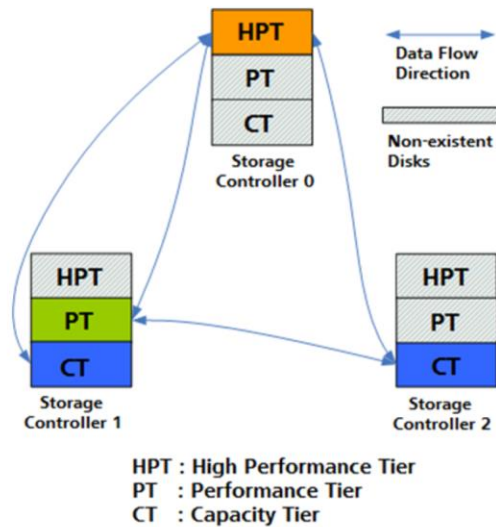 HPT
PT
CT
Storage
Controller 0
Data Flow
Direction
Non-existent
Disks
HPT
PT
CT
Storage
Controller 1
HPT
PT
CT
Storage
Controller 2
HPT : High Performance Tier
PT : Performance Tier
CT : Capacity Tier